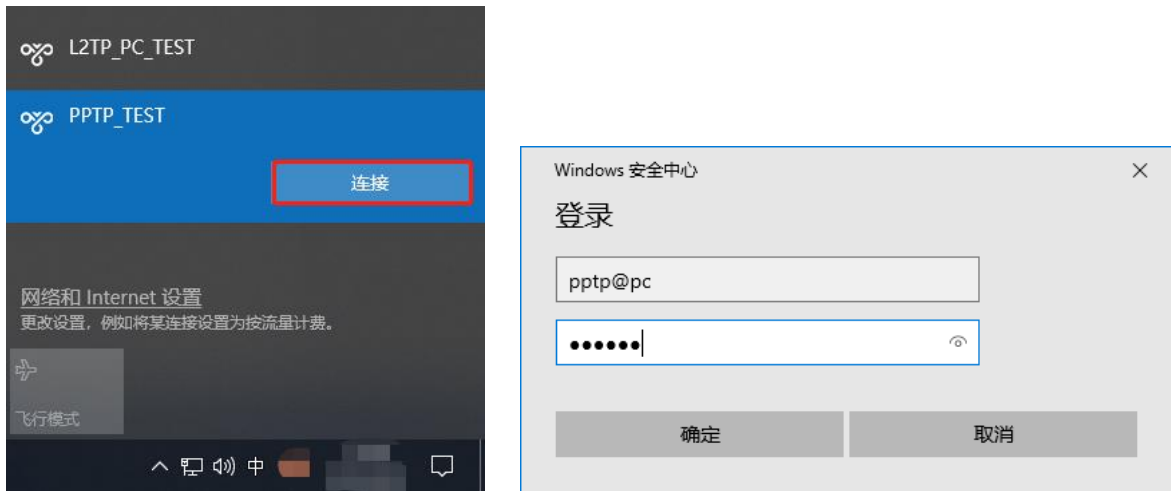 L2TP_PC_TEST
PPTP_TEST
连接
网络和 Internet 设置
更改设置，例如将某连接设置为按流量计费。
飞行模式
中
Windows 安全中心
登录
pptp@pc
●●●●●●
确定
取消